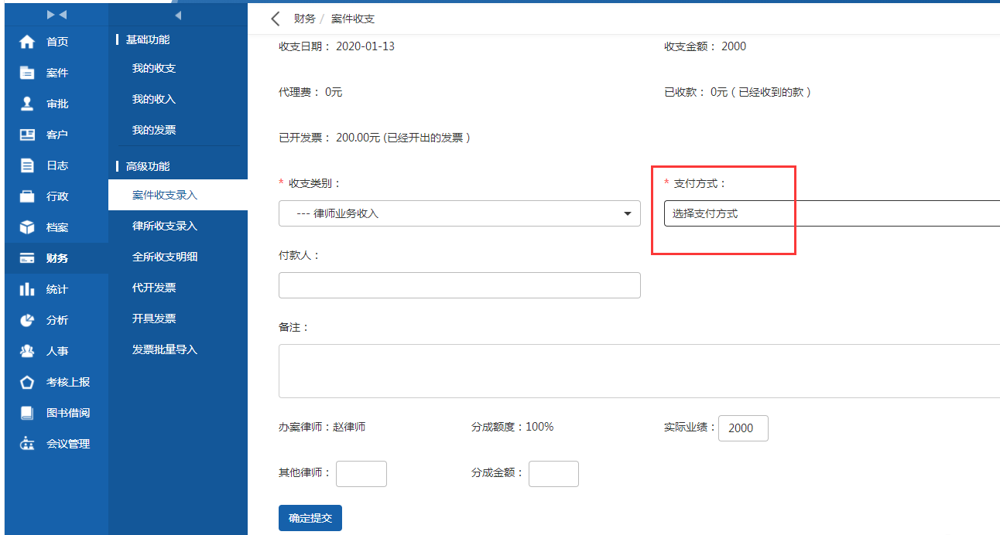 首页
案件
审批
客户
日志
行政
档案
财务
统计
分析
人事
考核上报
图书借阅
会议管理
基础功能
我的收支
我的收入
我的发票
高级功能
案件收支录入
律所收支录入
全所收支明细
代开发票
开具发票
发票批量导入
财务 / 案件收支
收支日期： 2020-01-13 收支金额： 2000
代理费： 0元 已收款： 0元 ( 已经收到的款 )
已开发票： 200.00元 (已经开出的发票 )
* 收支类别： * 支付方式：
--- 律师业务收入 选择支付方式
付款人：
备注：
办案律师：赵律师 分成额度：100% 实际业绩： 2000
其他律师： 分成金额：
确定提交